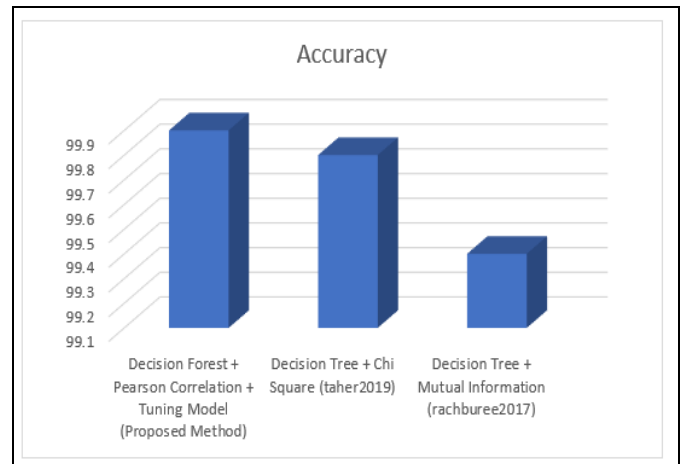 Accuracy
99.9
99.8
99.7
99.6
99.5
99.4
99.3
99.2
99.1
Decision Forest +
Pearson Correlation +
Tuning Model
(Proposed Method)
Decision Tree + Chi
Square (taher2019)
Decision Tree +
Mutual Information
(rachburee2017)